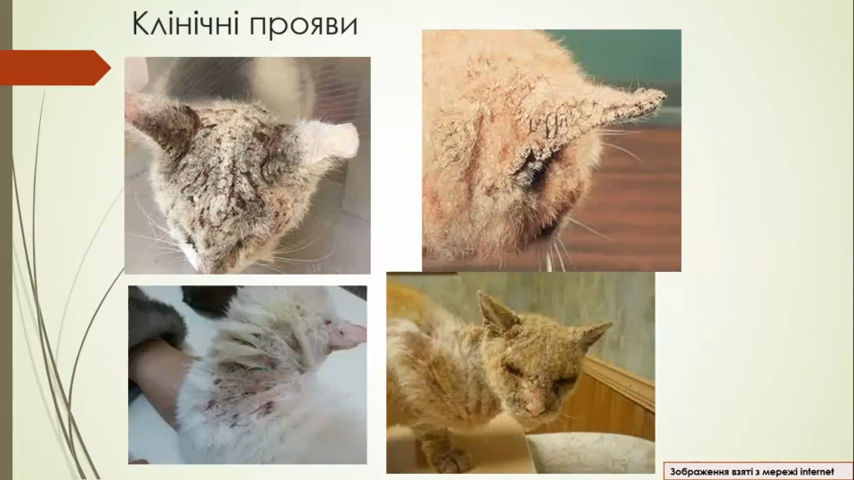 Клінічні прояви
Зображення взяті з мережі internet